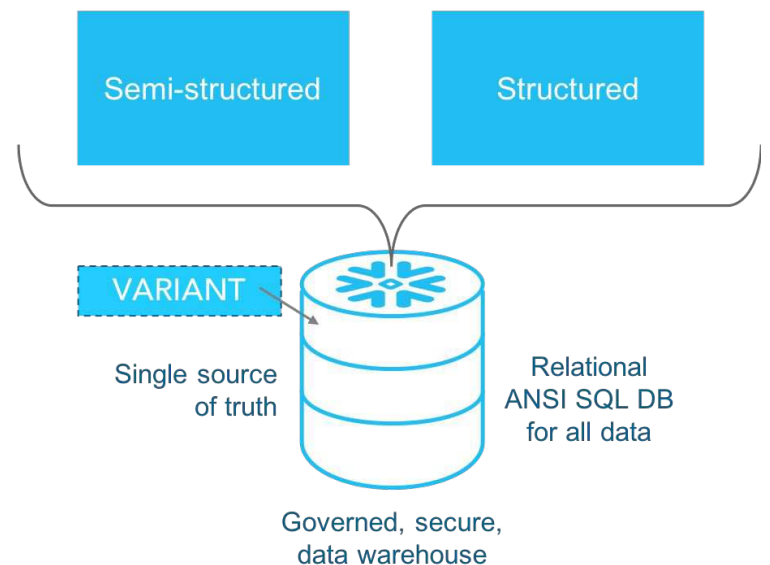 Semi-structured
Structured
VARIANT
Single source
of truth
Relational
ANSI SQL DB
for all data
Governed, secure,
data warehouse